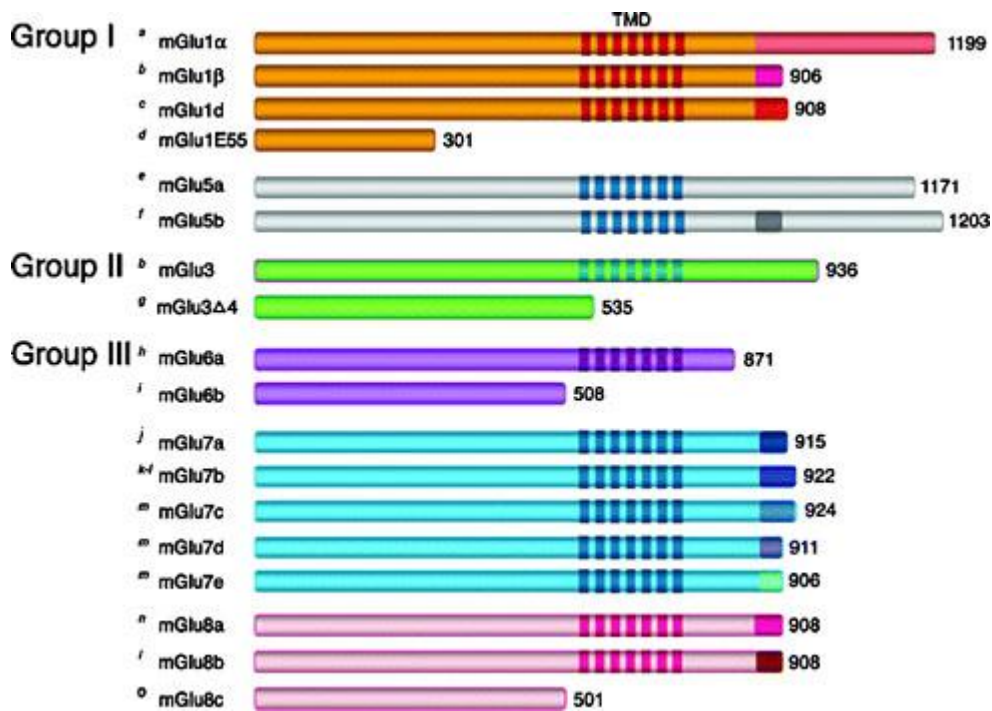 TMD
Group I a mGlu1α 1199
b mGlu1β 906
c mGlu1d 908
d mGlu1E55 301
e mGlu5a 1171
f mGlu5b 1203
Group II b mGlu3 936
g mGlu3Δ4 535
Group III h mGlu6a 871
i mGlu6b 508
j mGlu7a 915
k-l mGlu7b 922
m mGlu7c 924
m mGlu7d 911
m mGlu7e 906
n mGlu8a 908
l mGlu8b 908
o mGlu8c 501